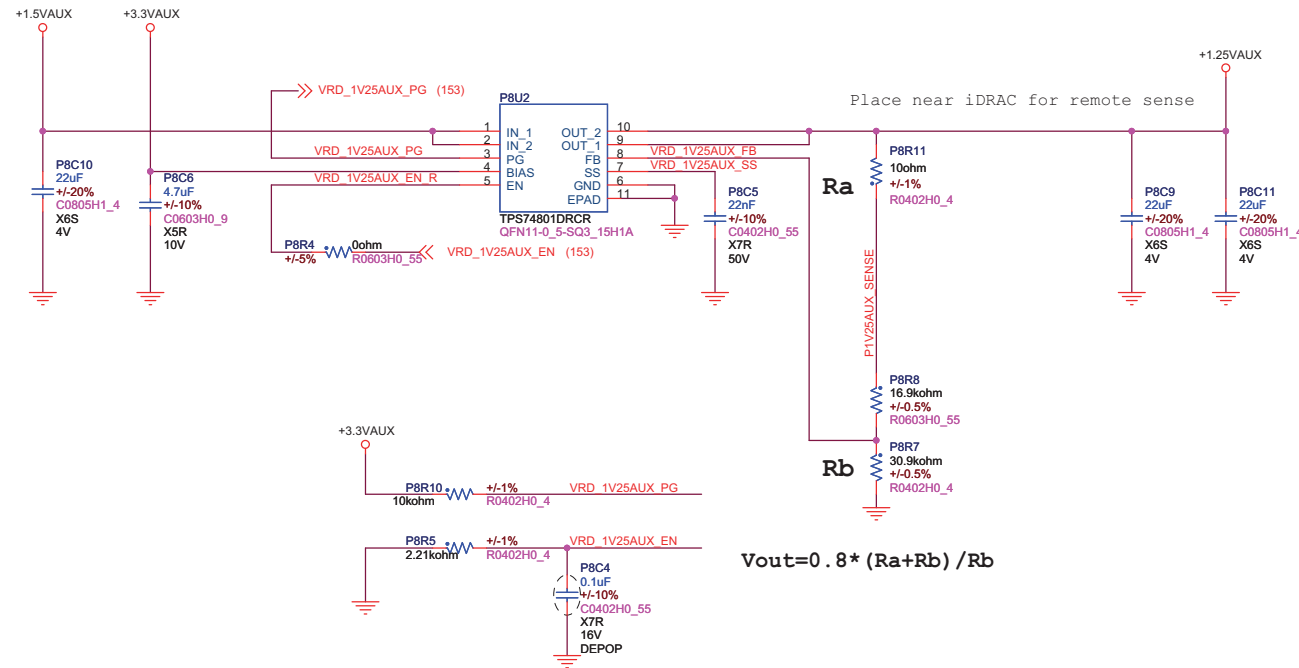 +1.5VAUX
+3.3VAUX
+1.25VAUX
VRD_1V25AUX_PG (153)
P8U2
Place near iDRAC for remote sense
1 IN_1 OUT_2 10
2 IN_2 OUT_1 9
VRD_1V25AUX_PG 3 PG FB 8 VRD_1V25AUX_FB
4 BIAS SS 7 VRD_1V25AUX_SS
VRD_1V25AUX_EN_R 5 EN GND 6
EPAD 11
TPS74801DRCR
QFN11-0_5-SQ3_15H1A
P8C10
22uF
+/-20%
C0805H1_4
X6S
4V
P8C6
4.7uF
+/-10%
C0603H0_9
X5R
10V
P8R4 0ohm
+/-5% R0603H0_55
VRD_1V25AUX_EN (153)
P8C5
22nF
+/-10%
C0402H0_55
X7R
50V
Ra
P8R11
10ohm
+/-1%
R0402H0_4
P1V25AUX_SENSE
P8C9
22uF
+/-20%
C0805H1_4
X6S
4V
P8C11
22uF
+/-20%
C0805H1_4
X6S
4V
P8R8
16.9kohm
+/-0.5%
R0603H0_55
Rb
P8R7
30.9kohm
+/-0.5%
R0402H0_4
+3.3VAUX
P8R10 +/-1% VRD_1V25AUX_PG
10kohm R0402H0_4
P8R5 +/-1% VRD_1V25AUX_EN
2.21kohm R0402H0_4
P8C4
0.1uF
+/-10%
C0402H0_55
X7R
16V
DEPOP
Vout=0.8*(Ra+Rb)/Rb